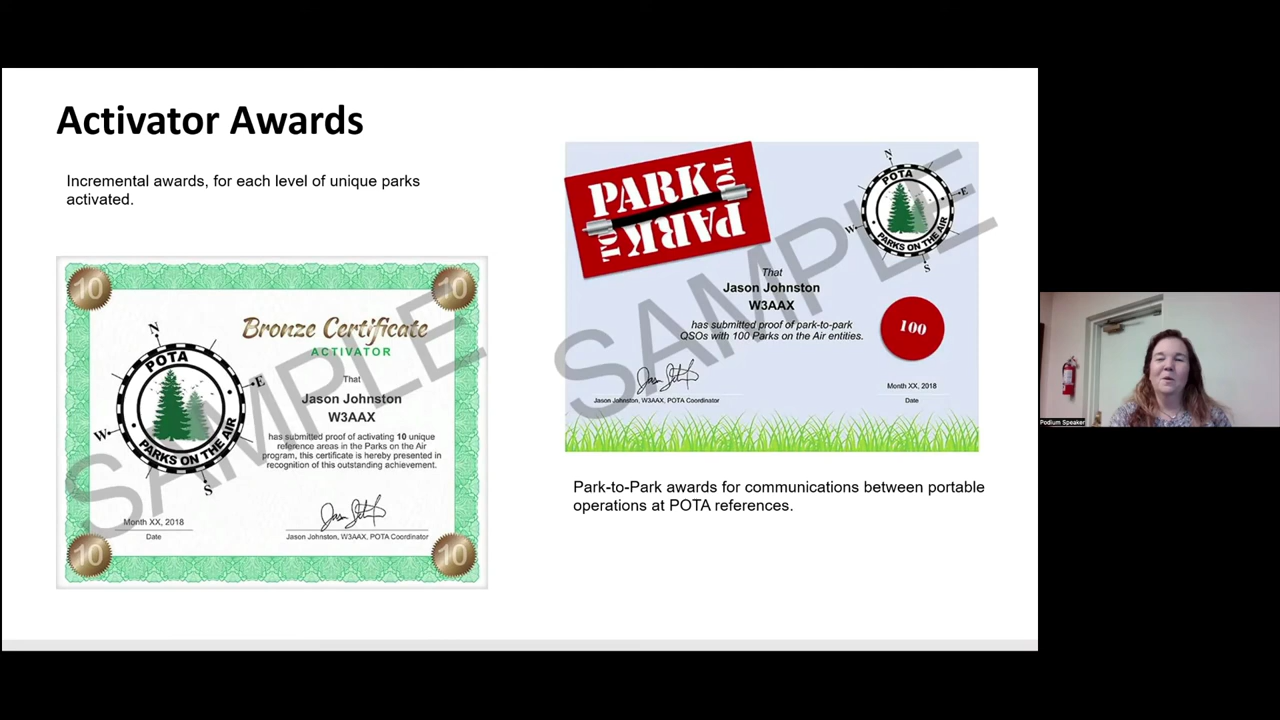 Activator Awards
Incremental awards, for each level of unique parks
activated.
10
10
SAMPLE
N
E
W
S
POTA
PARKS ON THE AIR
Bronze Certificate
ACTIVATOR
That
Jason Johnston
W3AAX
has submitted proof of activating 10 unique
reference areas in the Parks on the Air
program, this certificate is hereby presented in
recognition of this outstanding achievement.
Month XX, 2018
Date
Jason Johnston, W3AAX, POTA Coordinator
10
10
PARK
TO
PARK
TO
SAMPLE
N
E
W
S
POTA
PARKS ON THE AIR
That
Jason Johnston
W3AAX
has submitted proof of park-to-park
QSOs with 100 Parks on the Air entities.
100
Jason Johnston, W3AAX, POTA Coordinator
Month XX, 2018
Date
Park-to-Park awards for communications between portable
operations at POTA references.
Podium Speaker